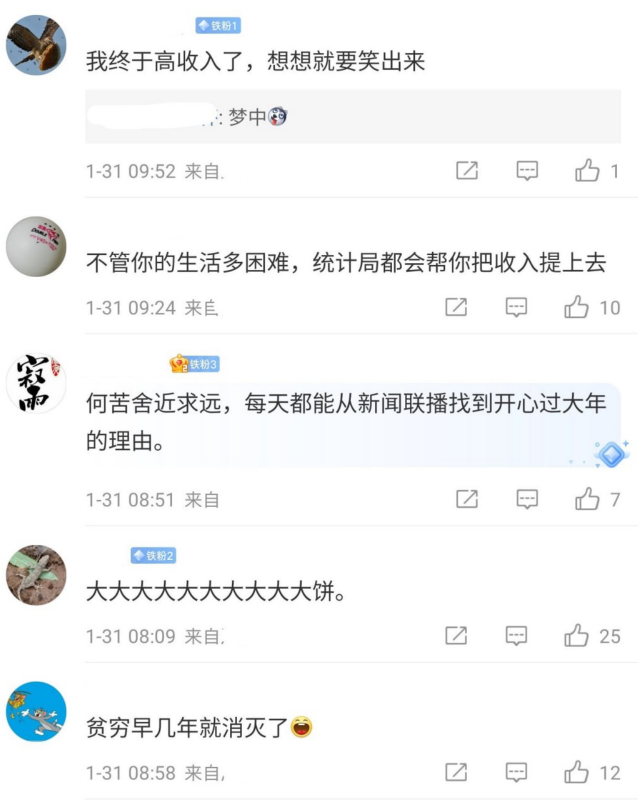 铁粉1
我终于高收入了，想想就要笑出来
: 梦中
1-31 09:52 来自
1
不管你的生活多困难，统计局都会帮你把收入提上去
1-31 09:24 来自
10
铁粉3
何苦舍近求远，每天都能从新闻联播找到开心过大年
的理由。
1-31 08:51 来自
7
铁粉2
大大大大大大大大大大饼。
1-31 08:09 来自
25
贫穷早几年就消灭了
1-31 08:58 来自
12
寂
雨